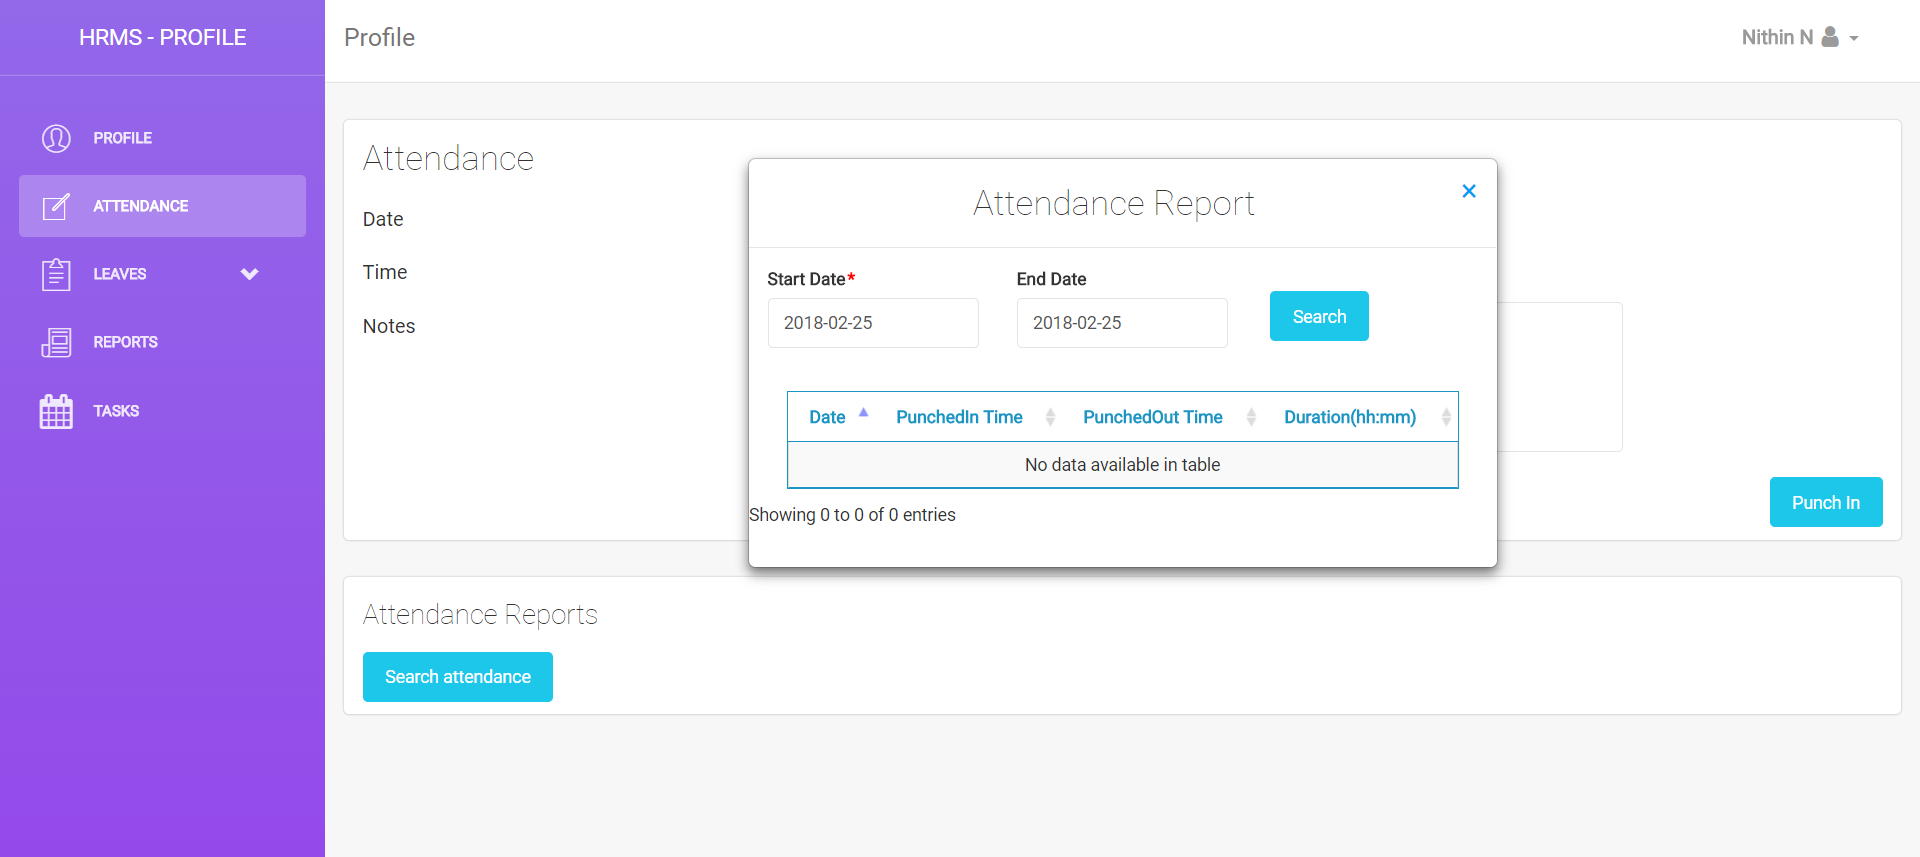 HRMS - PROFILE
Profile
Nithin N
PROFILE
ATTENDANCE
LEAVES
REPORTS
TASKS
Attendance
Date
Time
Notes
Punch In
Attendance Report
×
Start Date*
End Date
2018-02-25
2018-02-25
Search
Date PunchedIn Time PunchedOut Time Duration(hh:mm)
No data available in table
Showing 0 to 0 of 0 entries
Attendance Reports
Search attendance